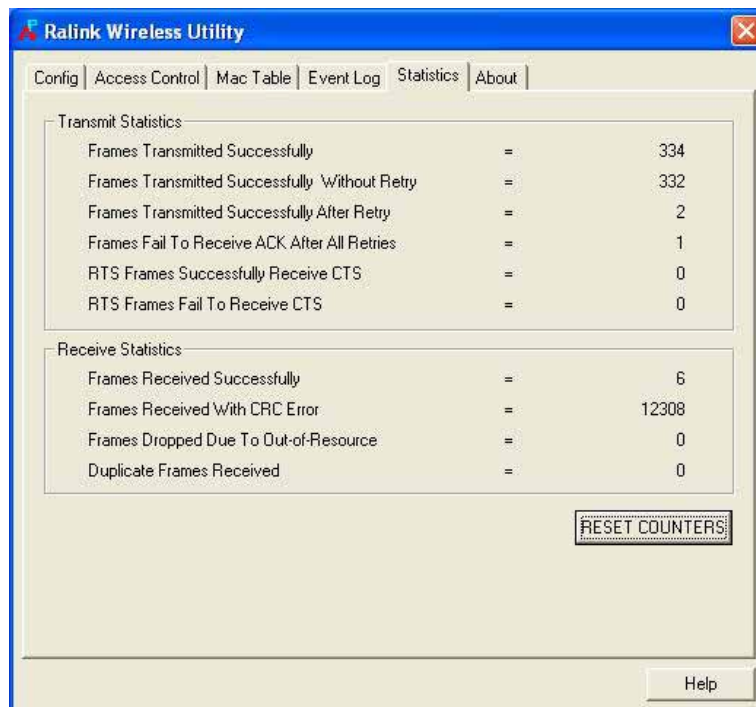 Ralink Wireless Utility
Config Access Control Mac Table Event Log Statistics About
Transmit Statistics
Frames Transmitted Successfully = 334
Frames Transmitted Successfully Without Retry = 332
Frames Transmitted Successfully After Retry = 2
Frames Fail To Receive ACK After All Retries = 1
RTS Frames Successfully Receive CTS = 0
RTS Frames Fail To Receive CTS = 0
Receive Statistics
Frames Received Successfully = 6
Frames Received With CRC Error = 12308
Frames Dropped Due To Out-of-Resource = 0
Duplicate Frames Received = 0
RESET COUNTERS
Help